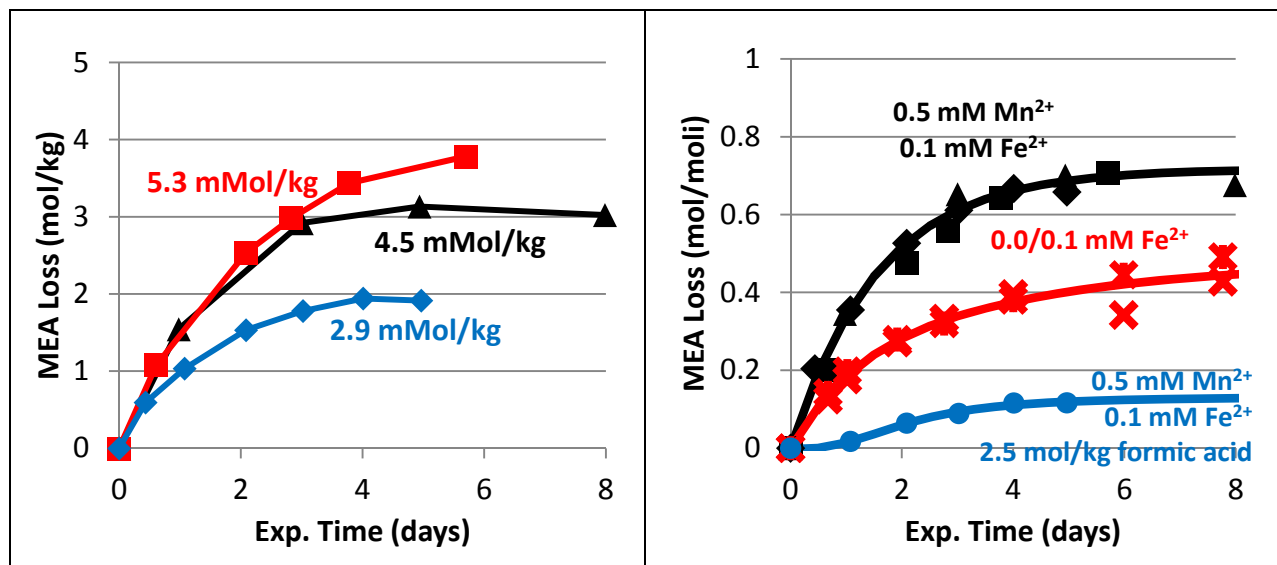 5
4
3
2
1
0
0
2
4
6
8
MEA Loss (mol/kg)
Exp. Time (days)
5.3 mMol/kg
4.5 mMol/kg
2.9 mMol/kg
1
0.8
0.6
0.4
0.2
0
0
2
4
6
8
MEA Loss (mol/moli)
Exp. Time (days)
0.5 mM Mn²⁺
0.1 mM Fe²⁺
0.0/0.1 mM Fe²⁺
0.5 mM Mn²⁺
0.1 mM Fe²⁺
2.5 mol/kg formic acid